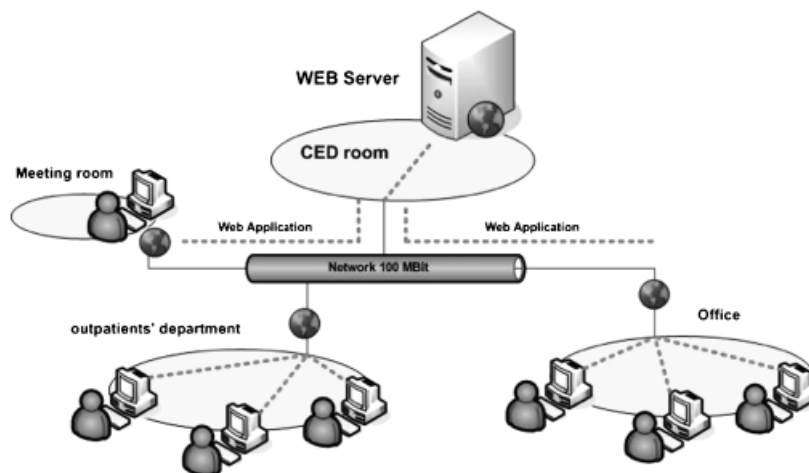 WEB Server
CED room
Meeting room
Web Application
Web Application
Network 100 MBit
outpatients' department
Office